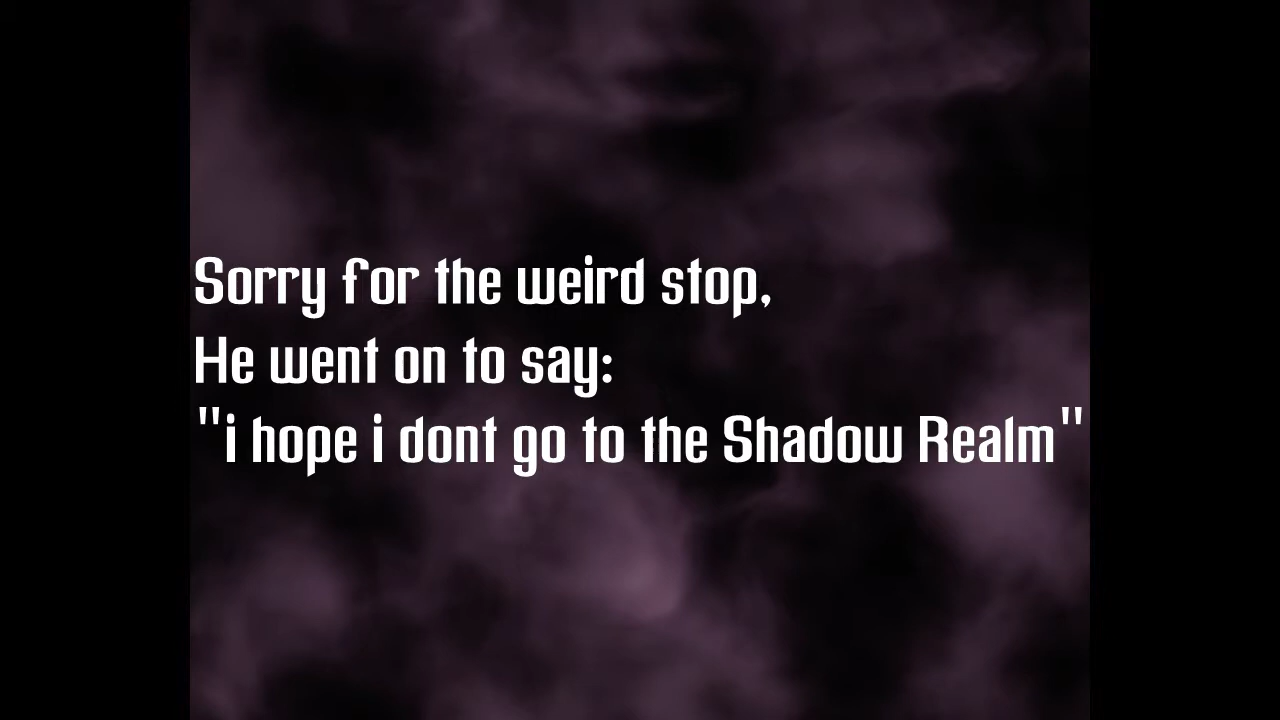 Sorry for the weird stop,
He went on to say:
"i hope i dont go to the Shadow Realm"